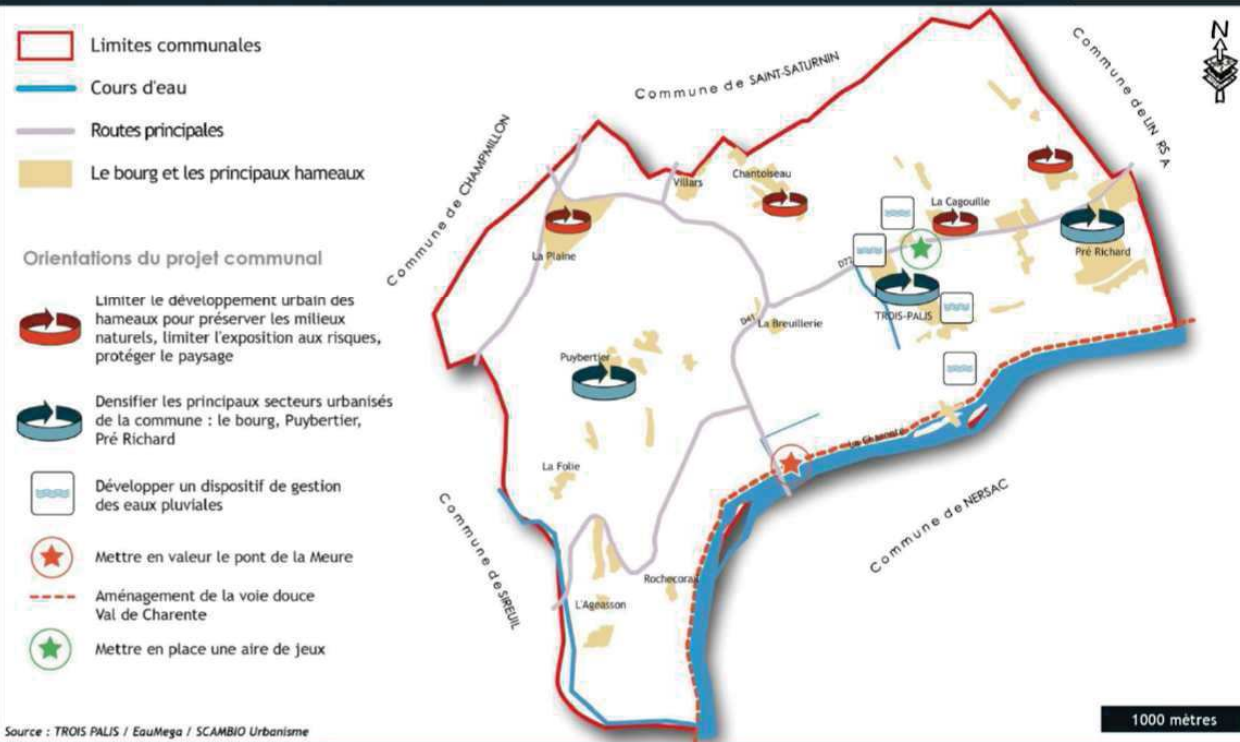 Limites communales
Cours d'eau
Routes principales
Le bourg et les principaux hameaux
Orientations du projet communal
Limiter le développement urbain des
hameaux pour préserver les milieux
naturels, limiter l'exposition aux risques,
protéger le paysage
Densifier les principaux secteurs urbanisés
de la commune : le bourg, Puybertier,
Pré Richard
Développer un dispositif de gestion
des eaux pluviales
Mettre en valeur le pont de la Meure
Aménagement de la voie douce
Val de Charente
Mettre en place une aire de jeux
Source : TROIS PALIS / EauMega / SCAMBIO Urbanisme
N
Commune de SAINT-SATURNIN
Commune de LIN RS A
Commune de CHAMPMILLON
Villars
Chantoiseau
La Cagouille
La Plaine
Pré Richard
D72
TROIS-PALIS
D41
La Breuillerie
Puybertier
La Charente
La Folie
Commune de NERSAC
Commune de SIREUIL
Rochecorail
L'Ageasson
1000 mètres